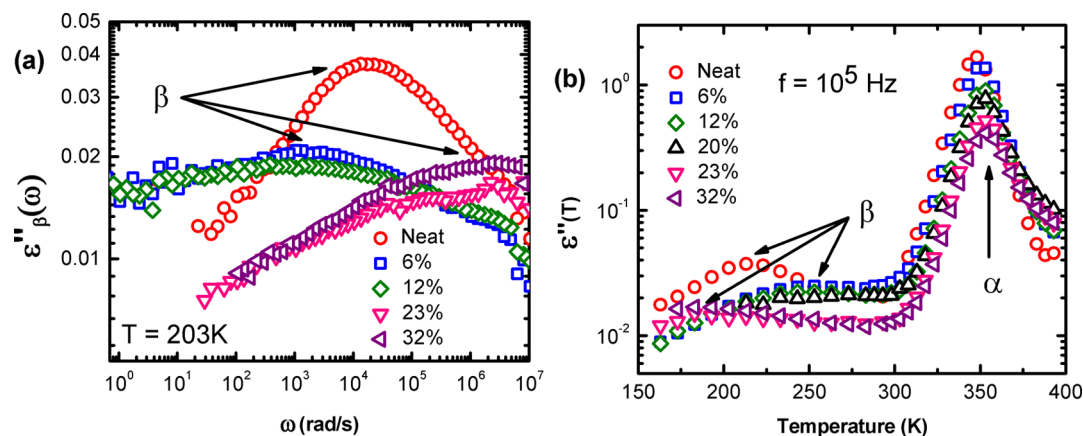 (a)
0.05
0.04
0.03
0.02
0.01
ε"β(ω)
β
Neat
6%
12%
23%
32%
T = 203K
10⁰ 10¹ 10² 10³ 10⁴ 10⁵ 10⁶ 10⁷
ω (rad/s)
(b)
f = 10⁵ Hz
Neat
6%
12%
20%
23%
32%
10⁰
10⁻¹
10⁻²
ε"(T)
β
α
150 200 250 300 350 400
Temperature (K)